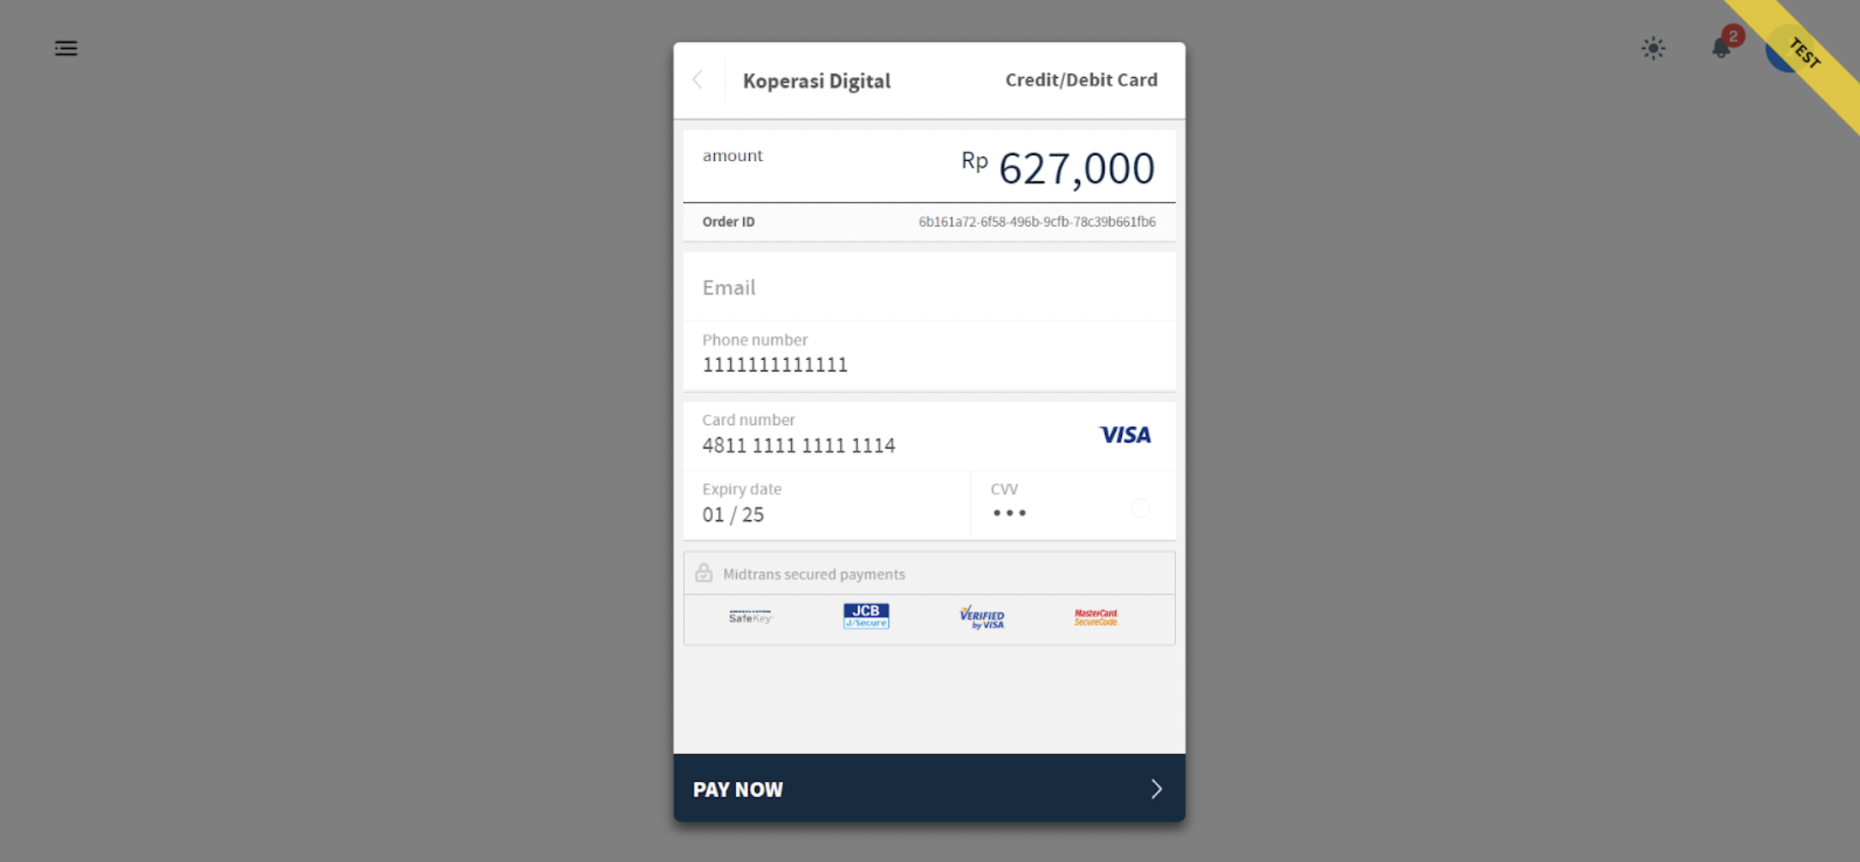 2
TEST
Koperasi Digital
Credit/Debit Card
amount
Rp 627,000
Order ID
6b161a72-6f58-496b-9cfb-78c39b661fb6
Email
Phone number
1111111111111
Card number
4811 1111 1111 1114
VISA
Expiry date
01 / 25
CVV
•••
Midtrans secured payments
SafeKey
JCB
J/Secure
VERIFIED
by VISA
MasterCard.
SecureCode.
PAY NOW